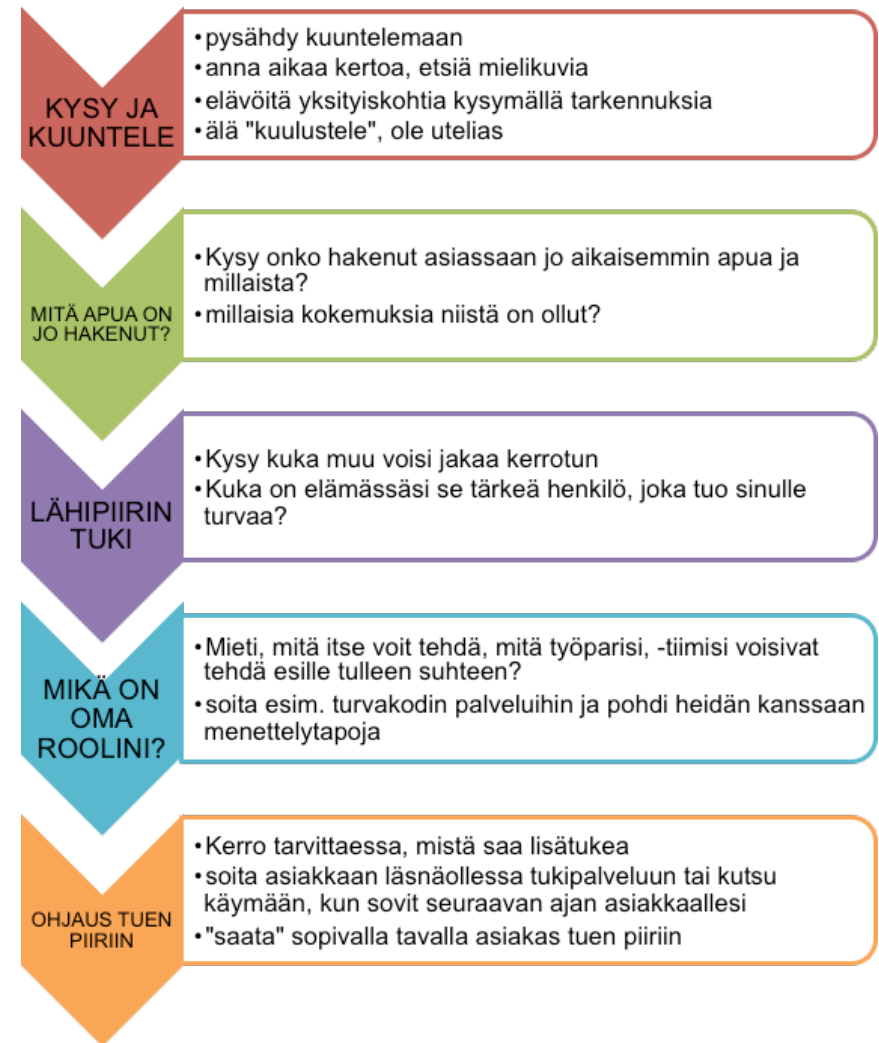 KYSY JA
KUUNTELE
•pysähdy kuuntelemaan
•anna aikaa kertoa, etsiä mielikuvia
•elävöitä yksityiskohtia kysymällä tarkennuksia
•älä "kuulustele", ole utelias
MITÄ APUA ON
JO HAKENUT?
•Kysy onko hakenut asiassaan jo aikaisemmin apua ja
millaista?
•millaisia kokemuksia niistä on ollut?
LÄHIPIIRIN
TUKI
•Kysy kuka muu voisi jakaa kerrotun
•Kuka on elämässäsi se tärkeä henkilö, joka tuo sinulle
turvaa?
MIKÄ ON
OMA
ROOLINI?
•Mieti, mitä itse voit tehdä, mitä työparisi, -tiimisi voisivat
tehdä esille tulleen suhteen?
•soita esim. turvakodin palveluihin ja pohdi heidän kanssaan
menettelytapoja
OHJAUS TUEN
PIIRIIN
•Kerro tarvittaessa, mistä saa lisätukea
•soita asiakkaan läsnäollessa tukipalveluun tai kutsu
käymään, kun sovit seuraavan ajan asiakkaallesi
•"saata" sopivalla tavalla asiakas tuen piiriin